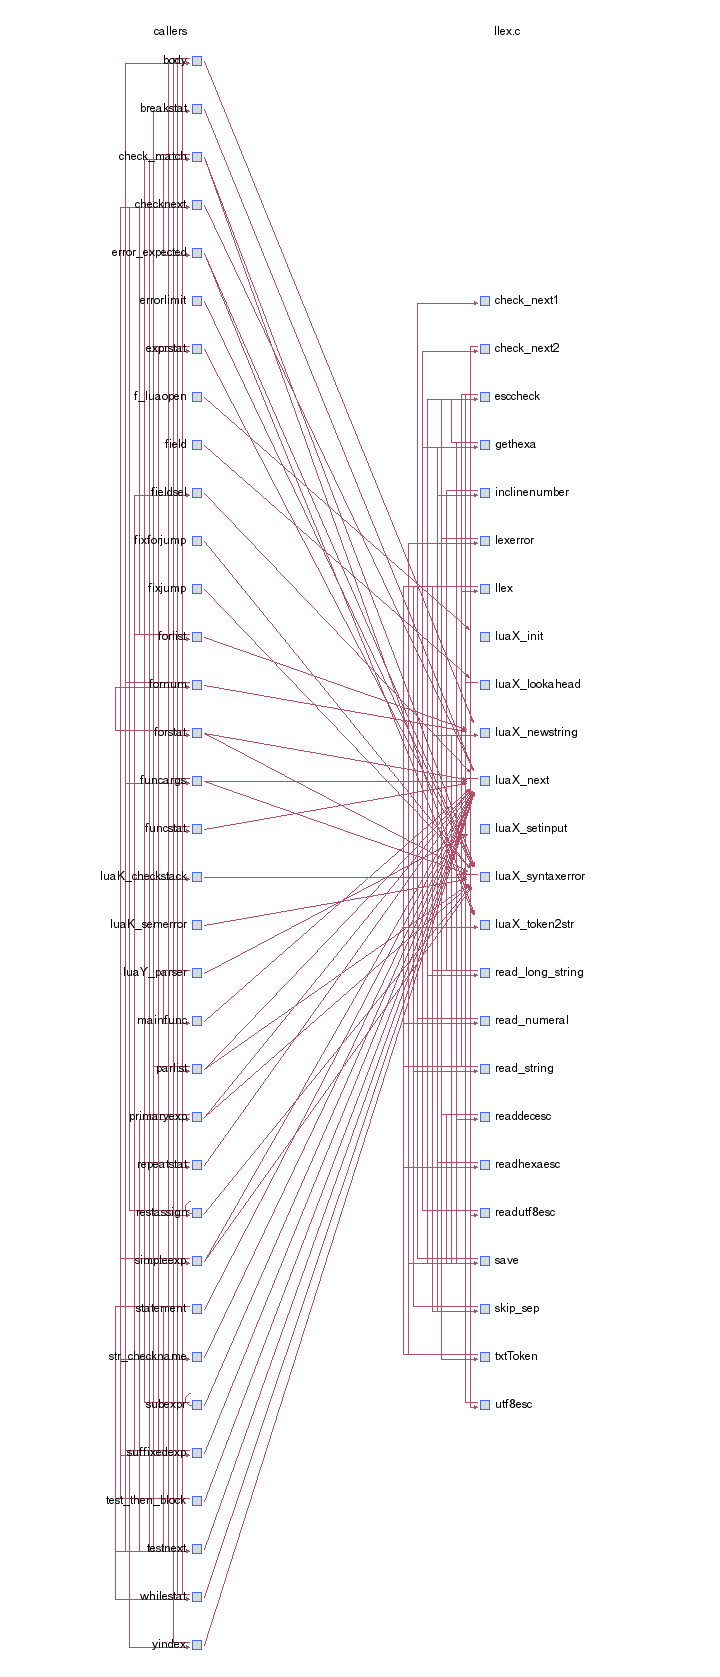 callers
body
breakstat
check_match
checknext
error_expected
errorlimit
exprstat
f_luaopen
field
fieldsel
fixforjump
fixjump
forlist
fornum
forstat
funcargs
funcstat
luaK_checkstack
luaK_semerror
luaY_parser
mainfunc
parlist
primaryexp
repeatstat
restassign
simpleexp
statement
str_checkname
subexpr
suffixedexp
test_then_block
testnext
whilestat
yindex
llex.c
check_next1
check_next2
esccheck
gethexa
inclinenumber
lexerror
llex
luaX_init
luaX_lookahead
luaX_newstring
luaX_next
luaX_setinput
luaX_syntaxerror
luaX_token2str
read_long_string
read_numeral
read_string
readdecesc
readhexaesc
readutf8esc
save
skip_sep
txtToken
utf8esc